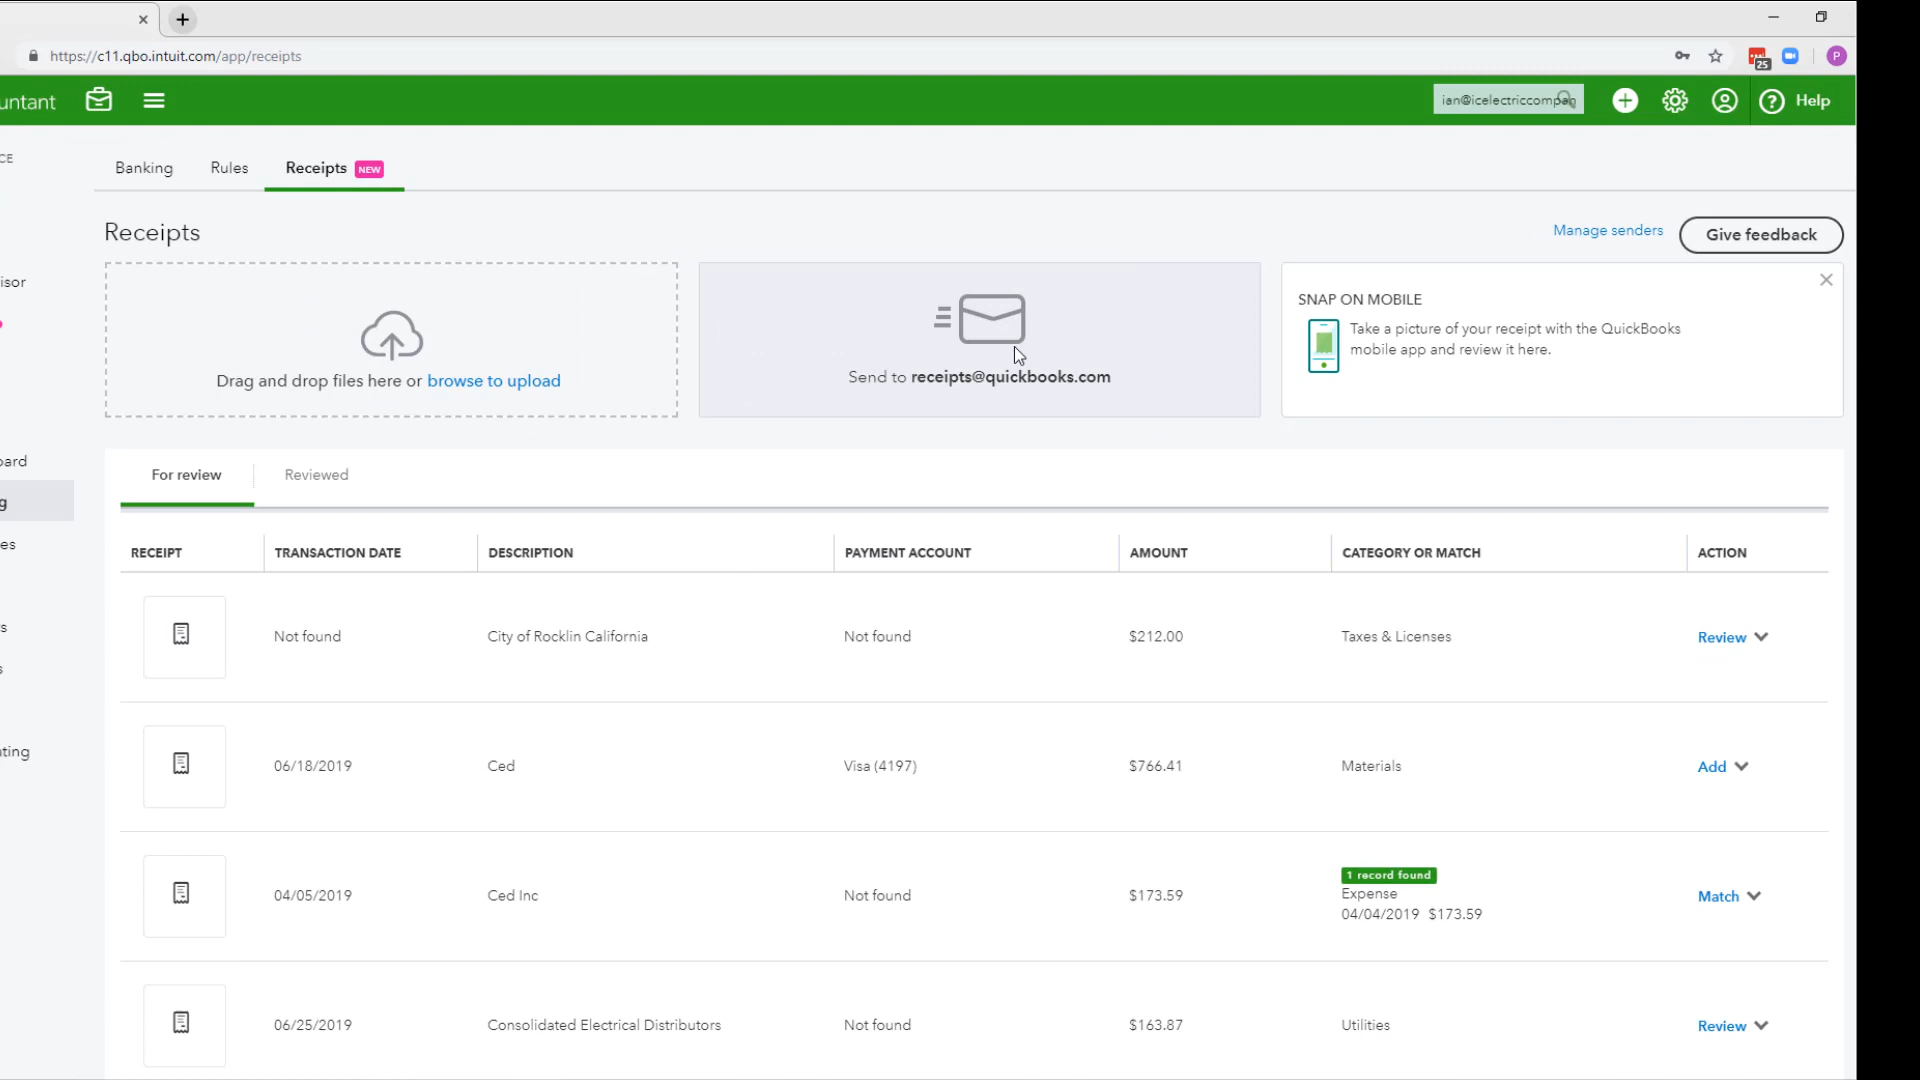 https://c11.qbo.intuit.com/app/receipts
25
P
untant
ian@icelectriccompan
Help
CE
Banking
Rules
Receipts NEW
Receipts
Manage senders
Give feedback
isor
Drag and drop files here or browse to upload
Send to receipts@quickbooks.com
SNAP ON MOBILE
Take a picture of your receipt with the QuickBooks
mobile app and review it here.
oard
g
es
s
s
nting
For review
Reviewed
RECEIPT
TRANSACTION DATE
DESCRIPTION
PAYMENT ACCOUNT
AMOUNT
CATEGORY OR MATCH
ACTION
Not found
City of Rocklin California
Not found
$212.00
Taxes & Licenses
Review
06/18/2019
Ced
Visa (4197)
$766.41
Materials
Add
04/05/2019
Ced Inc
Not found
$173.59
1 record found
Expense
04/04/2019 $173.59
Match
06/25/2019
Consolidated Electrical Distributors
Not found
$163.87
Utilities
Review